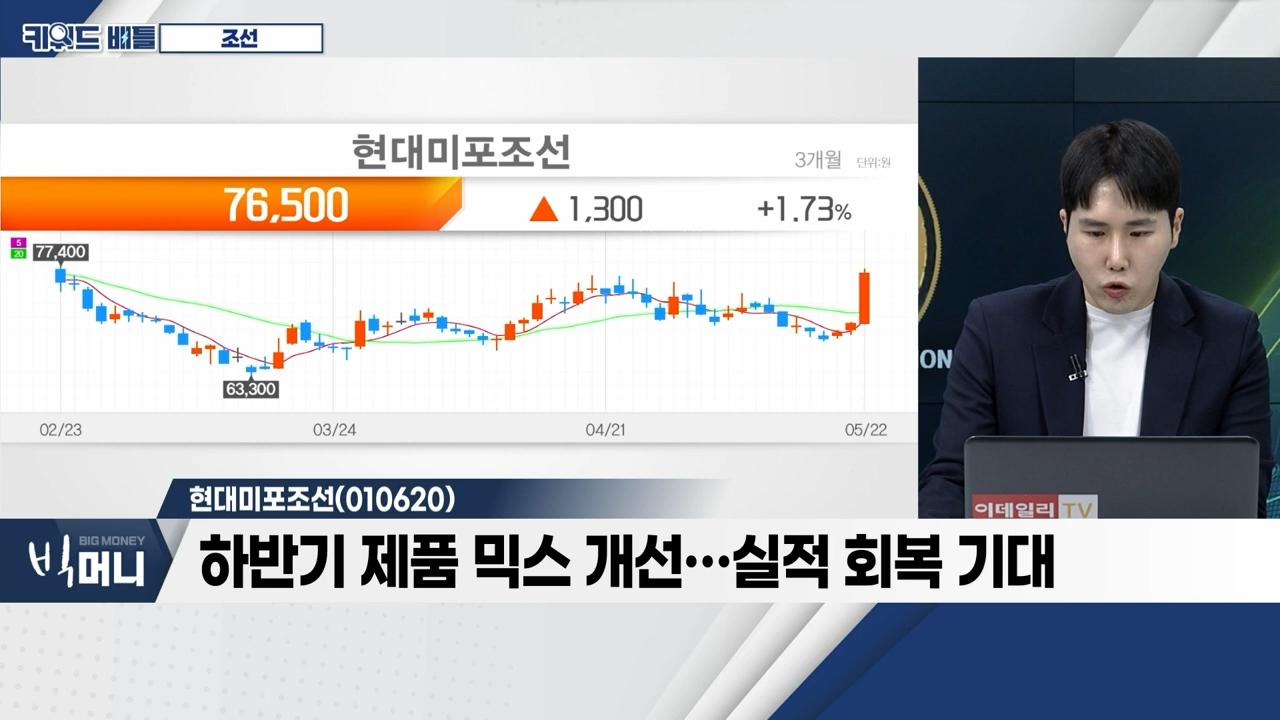 키워드 배틀
조선
현대미포조선
3개월 단위:원
76,500 ▲ 1,300 +1.73%
5
20
77,400
63,300
02/23 03/24 04/21 05/22
ON
이데일리 TV
현대미포조선(010620)
BIG MONEY
빅머니
하반기 제품 믹스 개선…실적 회복 기대